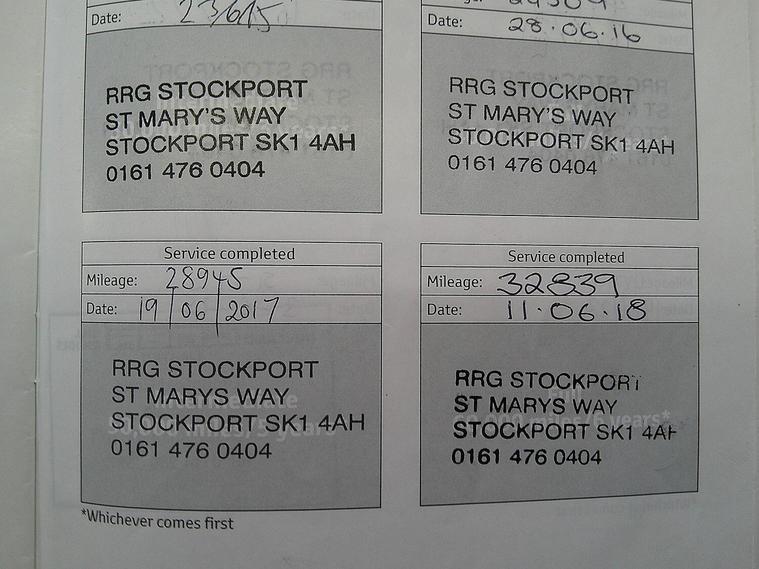 Date: 23/6/15
RRG STOCKPORT
ST MARY'S WAY
STOCKPORT SK1 4AH
0161 476 0404
Date: 28.06.16
RRG STOCKPORT
ST MARY'S WAY
STOCKPORT SK1 4AH
0161 476 0404
Service completed
Mileage: 28945
Date: 19/06/2017
RRG STOCKPORT
ST MARYS WAY
STOCKPORT SK1 4AH
0161 476 0404
Service completed
Mileage: 32839
Date: 11.06.18
RRG STOCKPORT
ST MARYS WAY
STOCKPORT SK1 4AH
0161 476 0404
*Whichever comes first